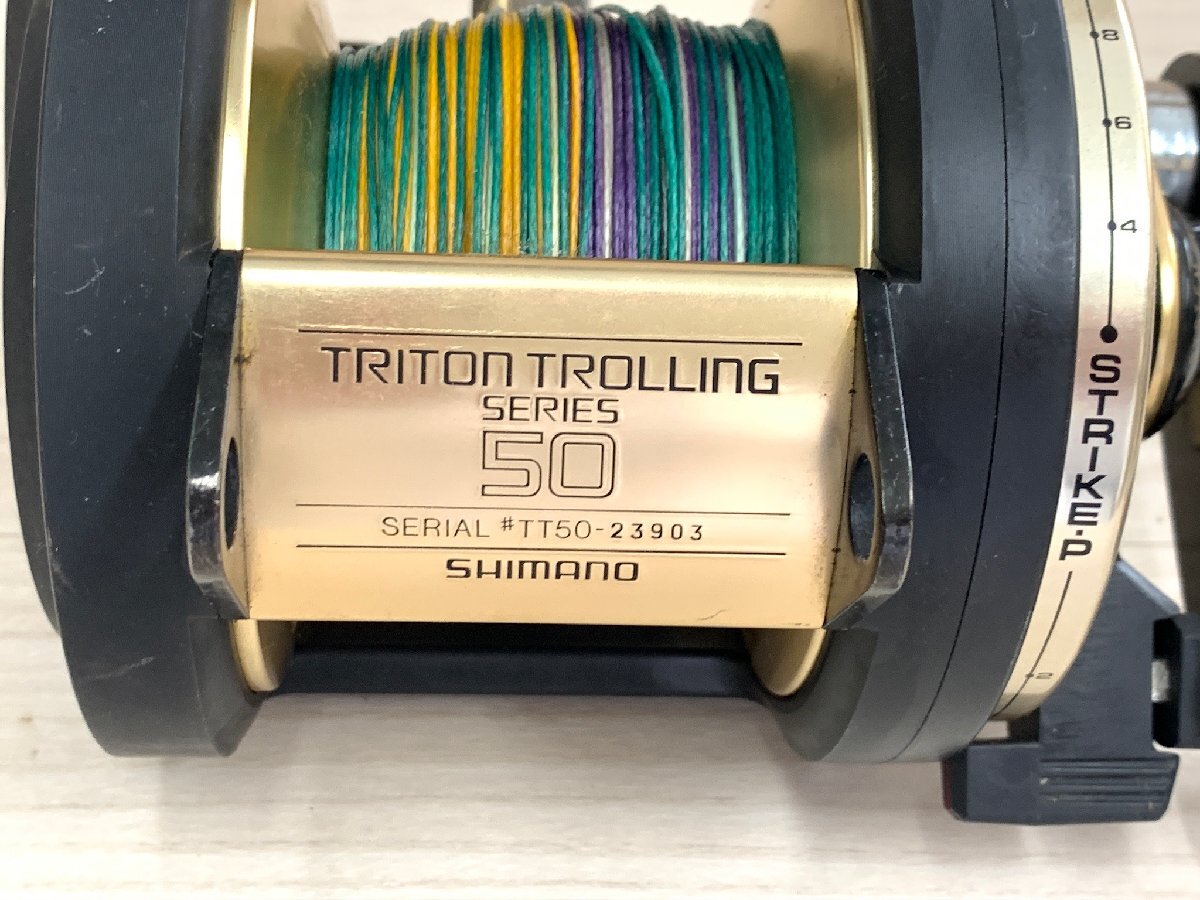 TRITON TROLLING
SERIES
50
SERIAL #TT50-23903
SHIMANO
8
6
4
STRIKE-P
2